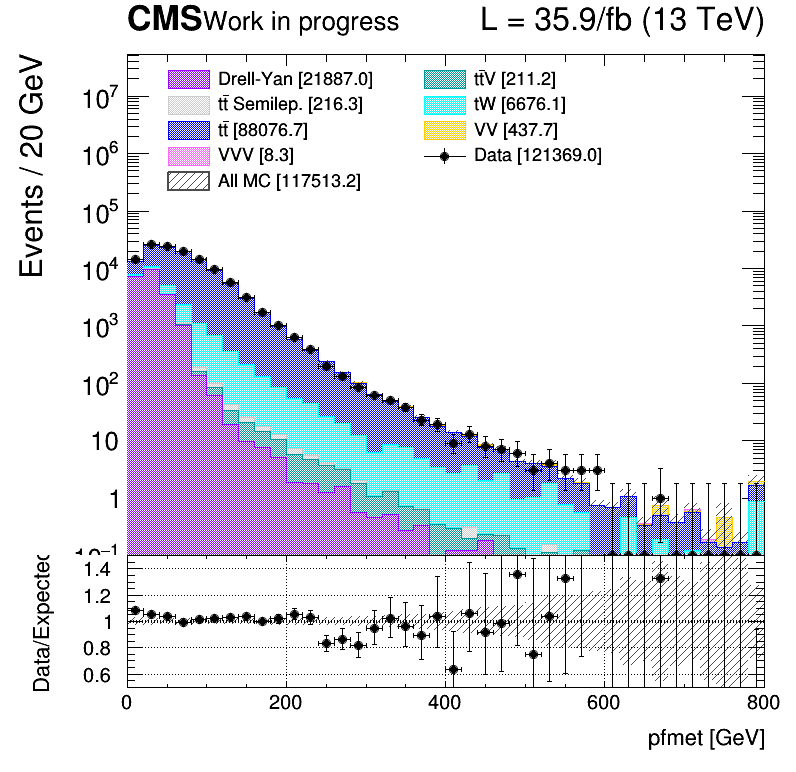 CMS Work in progress L = 35.9/fb (13 TeV)
Events / 20 GeV
Drell-Yan [21887.0]
tt̄ Semilep. [216.3]
tt̄ [88076.7]
VVV [8.3]
All MC [117513.2]
tt̄V [211.2]
tW [6676.1]
VV [437.7]
Data [121369.0]
10⁷
10⁶
10⁵
10⁴
10³
10²
10
1
10⁻¹
Data/Expected
1.4
1.2
1
0.8
0.6
0 200 400 600 800
pfmet [GeV]